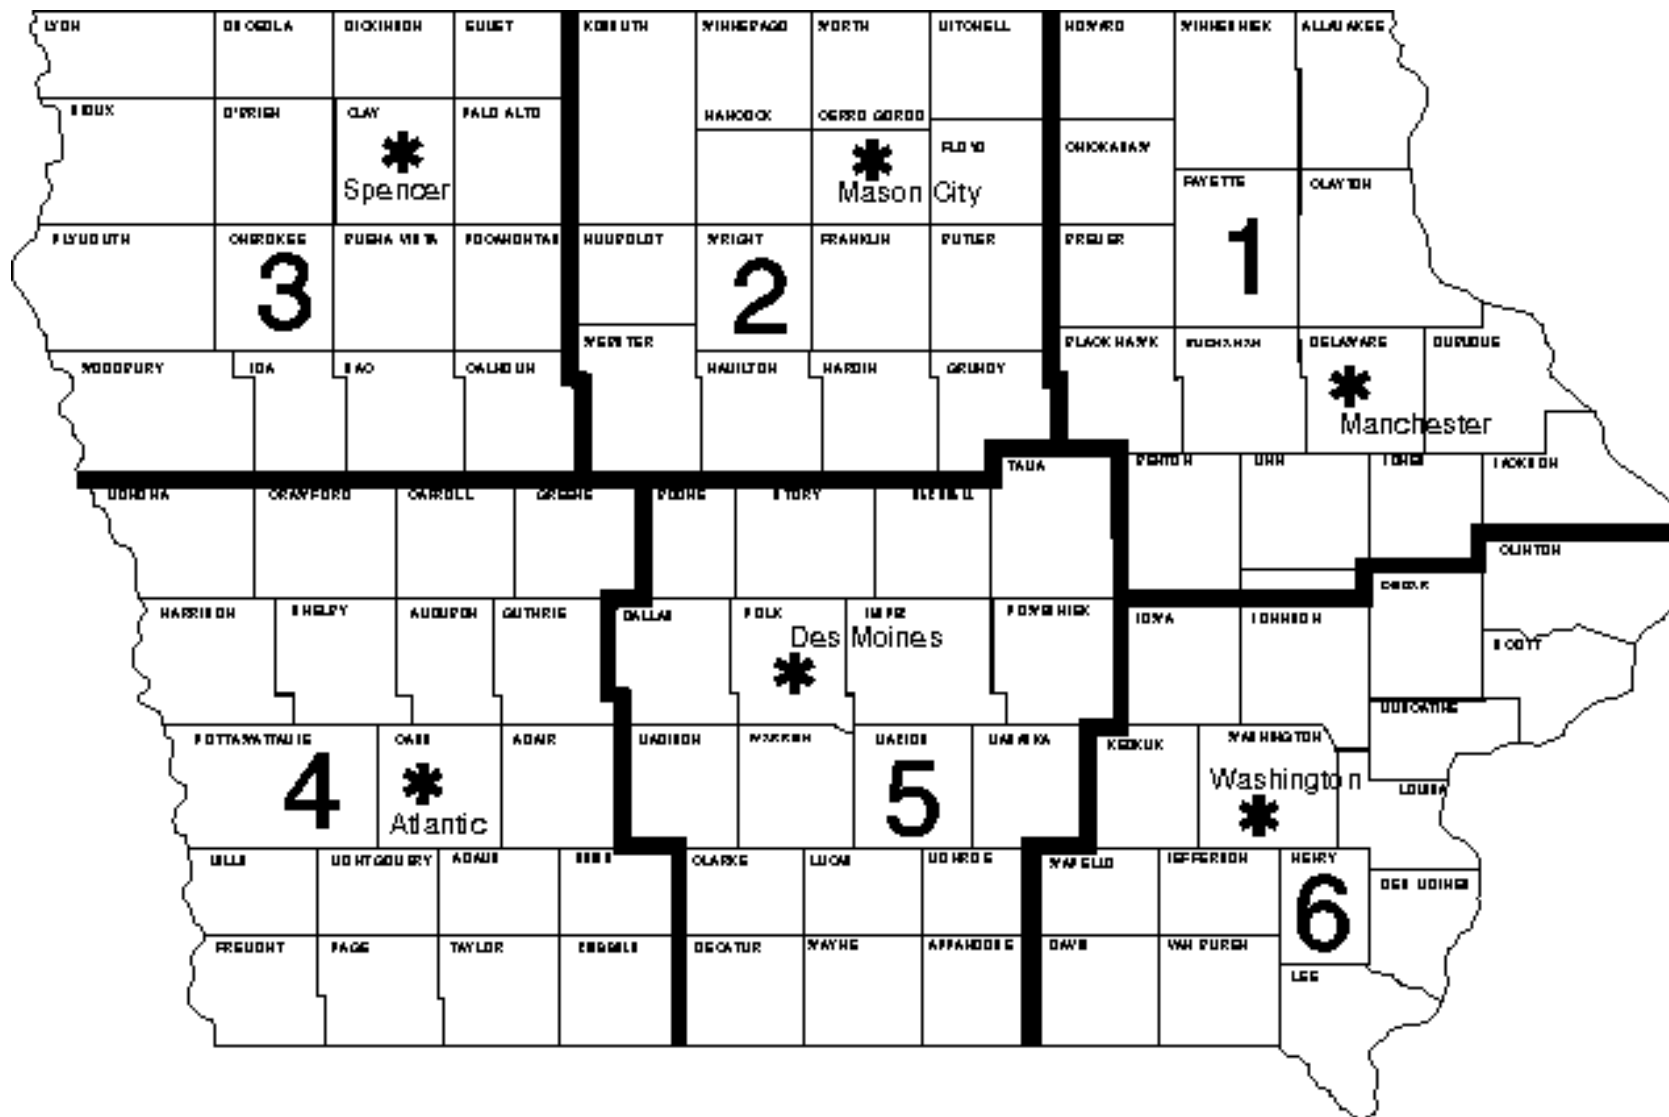 LYON OSCEOLA DICKINSON EMMET KOSSUTH WINNEBAGO WORTH MITCHELL HOWARD WINNESHIEK ALLAMAKEE
SIOUX O'BRIEN CLAY PALO ALTO HANCOCK CERRO GORDO FLOYD CHICKASAW
Spencer Mason City
FAYETTE CLAYTON
PLYMOUTH CHEROKEE BUENA VISTA POCAHONTAS HUMBOLDT WRIGHT FRANKLIN BUTLER BREMER
3 2 1
WEBSTER BLACK HAWK BUCHANAN DELAWARE DUBUQUE
WOODBURY IDA SAC CALHOUN HAMILTON HARDIN GRUNDY
Manchester
TAMA BENTON LINN JONES JACKSON
MONONA CRAWFORD CARROLL GREENE BOONE STORY MARSHALL
CLINTON
CEDAR
HARRISON SHELBY AUDUBON GUTHRIE DALLAS POLK JASPER POWESHIEK IOWA JOHNSON
Des Moines
SCOTT
MUSCATINE
POTTAWATTAMIE CASS ADAIR MADISON WARREN MARION MAHASKA KEOKUK WASHINGTON
Washington
LOUISA
4 5
Atlantic
MILLS MONTGOMERY ADAMS UNION CLARKE LUCAS MONROE WAPELLO JEFFERSON HENRY
DES MOINES
6
FREMONT PAGE TAYLOR RINGGOLD DECATUR WAYNE APPANOOSE DAVIS VAN BUREN
LEE